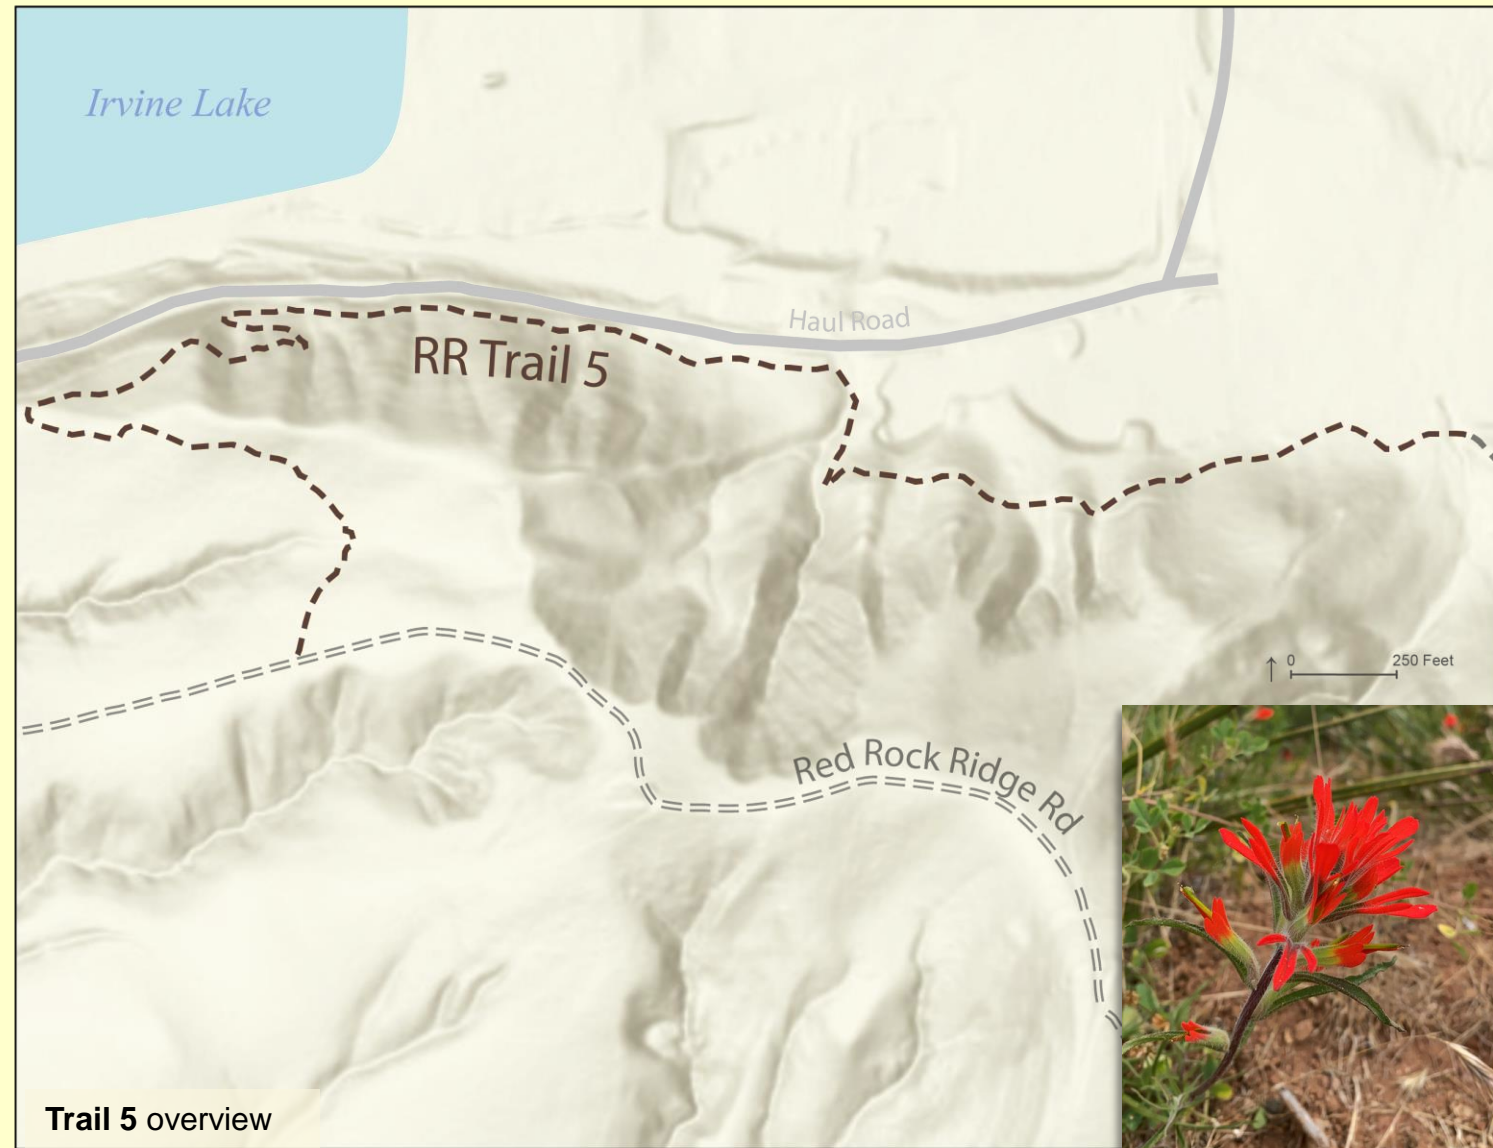 Irvine Lake
Haul Road
RR Trail 5
0 250 Feet
Red Rock Ridge Rd
Trail 5 overview